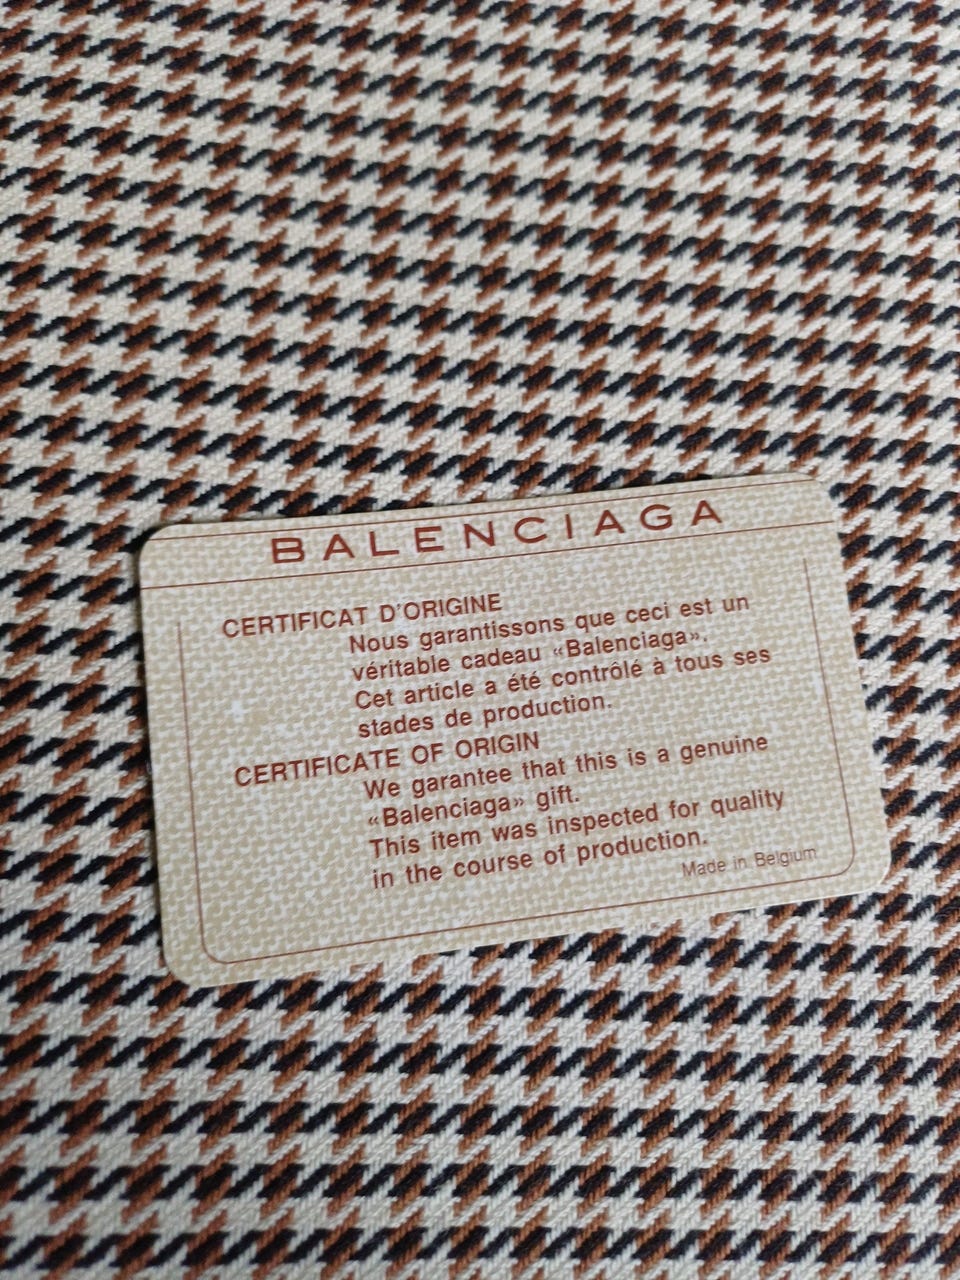 BALENCIAGA
CERTIFICAT D'ORIGINE
Nous garantissons que ceci est un
véritable cadeau «Balenciaga».
Cet article a été contrôlé à tous ses
stades de production.
CERTIFICATE OF ORIGIN
We garantee that this is a genuine
«Balenciaga» gift.
This item was inspected for quality
in the course of production.
Made in Belgium